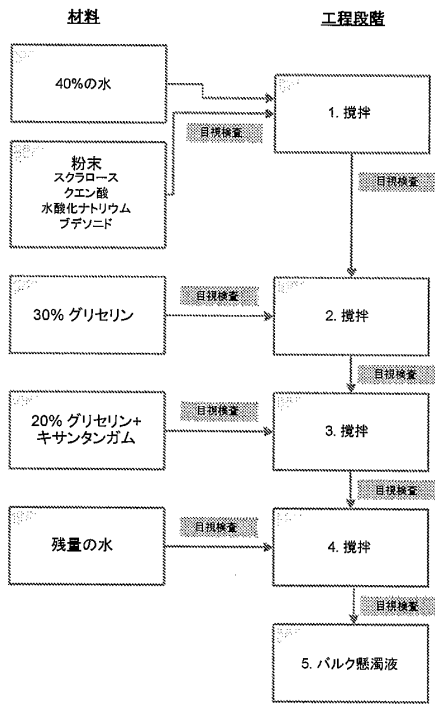 材料
工程段階
40%の水
1. 撹拌
目視検査
粉末
スクラロース
クエン酸
水酸化ナトリウム
ブデソニド
目視検査
30% グリセリン
目視検査
2. 撹拌
目視検査
20% グリセリン+
キサンタンガム
目視検査
3. 撹拌
目視検査
残量の水
目視検査
4. 撹拌
目視検査
5. バルク懸濁液